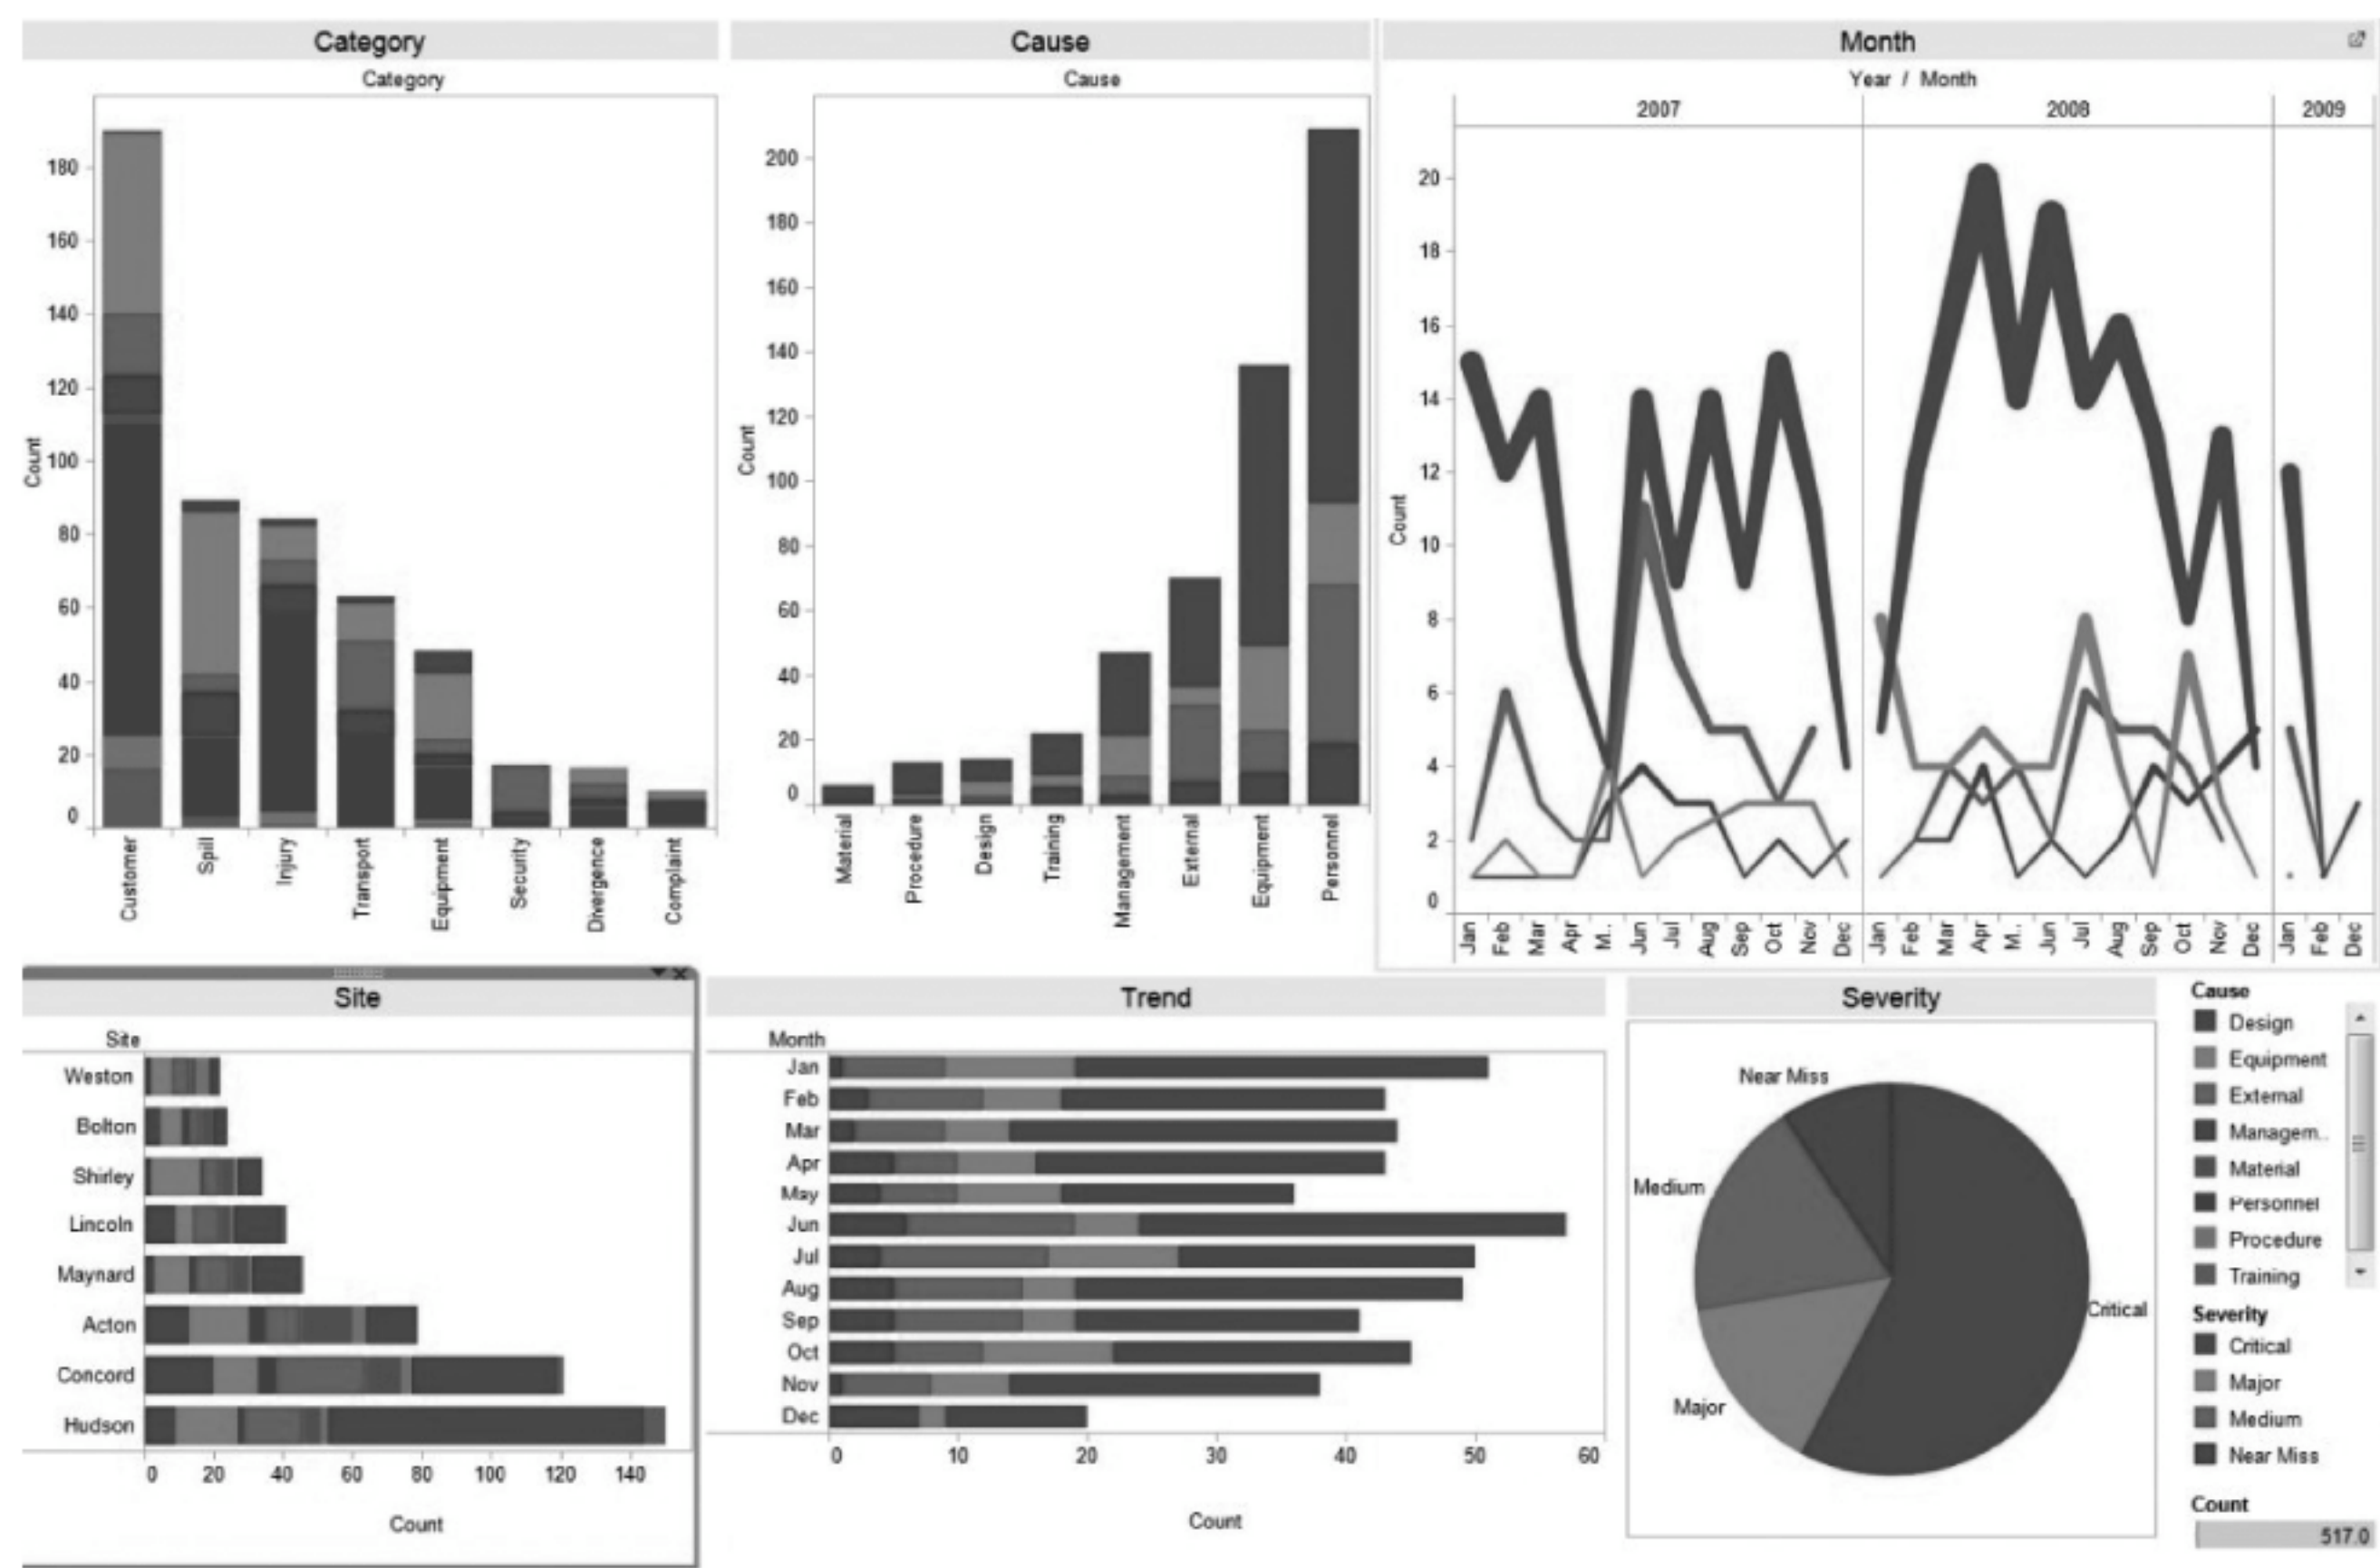 Category
Category
Count
180
160
140
120
100
80
60
40
20
0
Customer
Spill
Injury
Transport
Equipment
Security
Divergence
Complaint
Cause
Cause
Count
200
180
160
140
120
100
80
60
40
20
0
Material
Procedure
Design
Training
Management
External
Equipment
Personnel
Month
Year / Month
2007 2008 2009
Count
20
18
16
14
12
10
8
6
4
2
0
Jan Feb Mar Apr M.. Jun Jul Aug Sep Oct Nov Dec Jan Feb Mar Apr M.. Jun Jul Aug Sep Oct Nov Dec Jan Feb Dec
Site
Site
Weston
Bolton
Shirley
Lincoln
Maynard
Acton
Concord
Hudson
0 20 40 60 80 100 120 140
Count
Trend
Month
Jan
Feb
Mar
Apr
May
Jun
Jul
Aug
Sep
Oct
Nov
Dec
0 10 20 30 40 50 60
Count
Severity
Near Miss
Medium
Critical
Major
Cause
Design
Equipment
External
Managem..
Material
Personnel
Procedure
Training
Severity
Critical
Major
Medium
Near Miss
Count
517.0